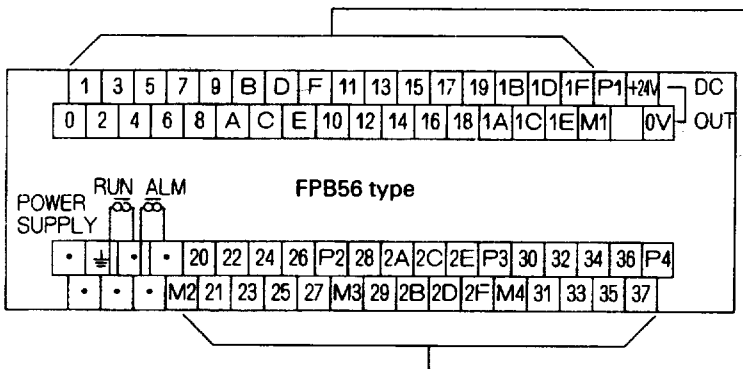 1 3 5 7 9 B D F 11 13 15 17 19 1B 1D 1F P1 +24V DC
0 2 4 6 8 A C E 10 12 14 16 18 1A 1C 1E M1 0V OUT
RUN ALM
FPB56 type
POWER
SUPPLY
• ⏚ • • 20 22 24 26 P2 28 2A 2C 2E P3 30 32 34 36 P4
• • • M2 21 23 25 27 M3 29 2B 2D 2F M4 31 33 35 37